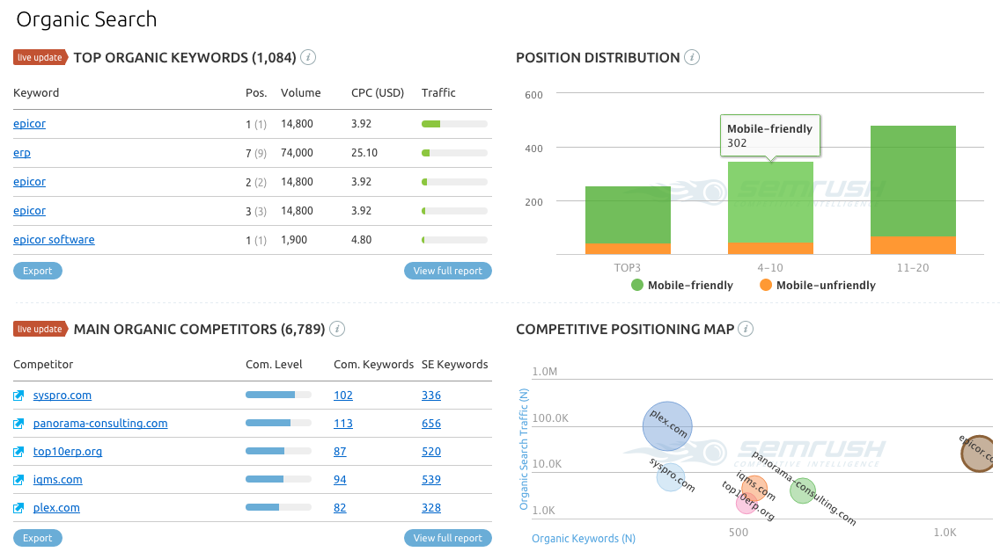 Organic Search
live update TOP ORGANIC KEYWORDS (1,084) i
Keyword Pos. Volume CPC (USD) Traffic
epicor 1 (1) 14,800 3.92
erp 7 (9) 74,000 25.10
epicor 2 (2) 14,800 3.92
epicor 3 (3) 14,800 3.92
epicor software 1 (1) 1,900 4.80
Export View full report
POSITION DISTRIBUTION i
600
400
200
Mobile-friendly
302
semrush
COMPETITIVE INTELLIGENCE
TOP3 4-10 11-20
Mobile-friendly Mobile-unfriendly
live update MAIN ORGANIC COMPETITORS (6,789) i
Competitor Com. Level Com. Keywords SE Keywords
syspro.com 102 336
panorama-consulting.com 113 656
top10erp.org 87 520
iqms.com 94 539
plex.com 82 328
Export View full report
COMPETITIVE POSITIONING MAP i
Organic Search Traffic (N)
1.0M
100.0K
10.0K
1.0K
plex.com
syspro.com
iqms.com
top10erp.org
panorama-consulting.com
epicor.co
semrush
COMPETITIVE INTELLIGENCE
500 1.0K
Organic Keywords (N)